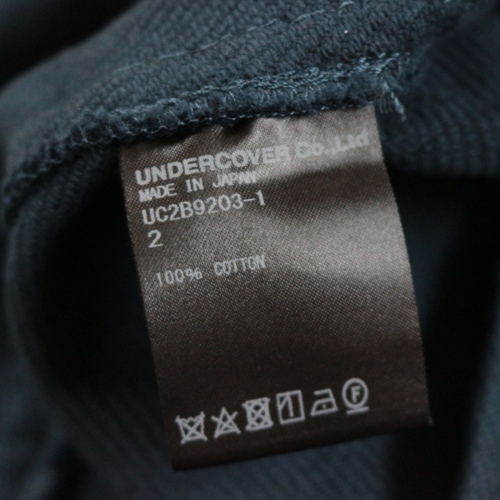 UNDERCOVER Co.,Ltd
MADE IN JAPAN
UC2B9203-1
2
100% COTTON
F